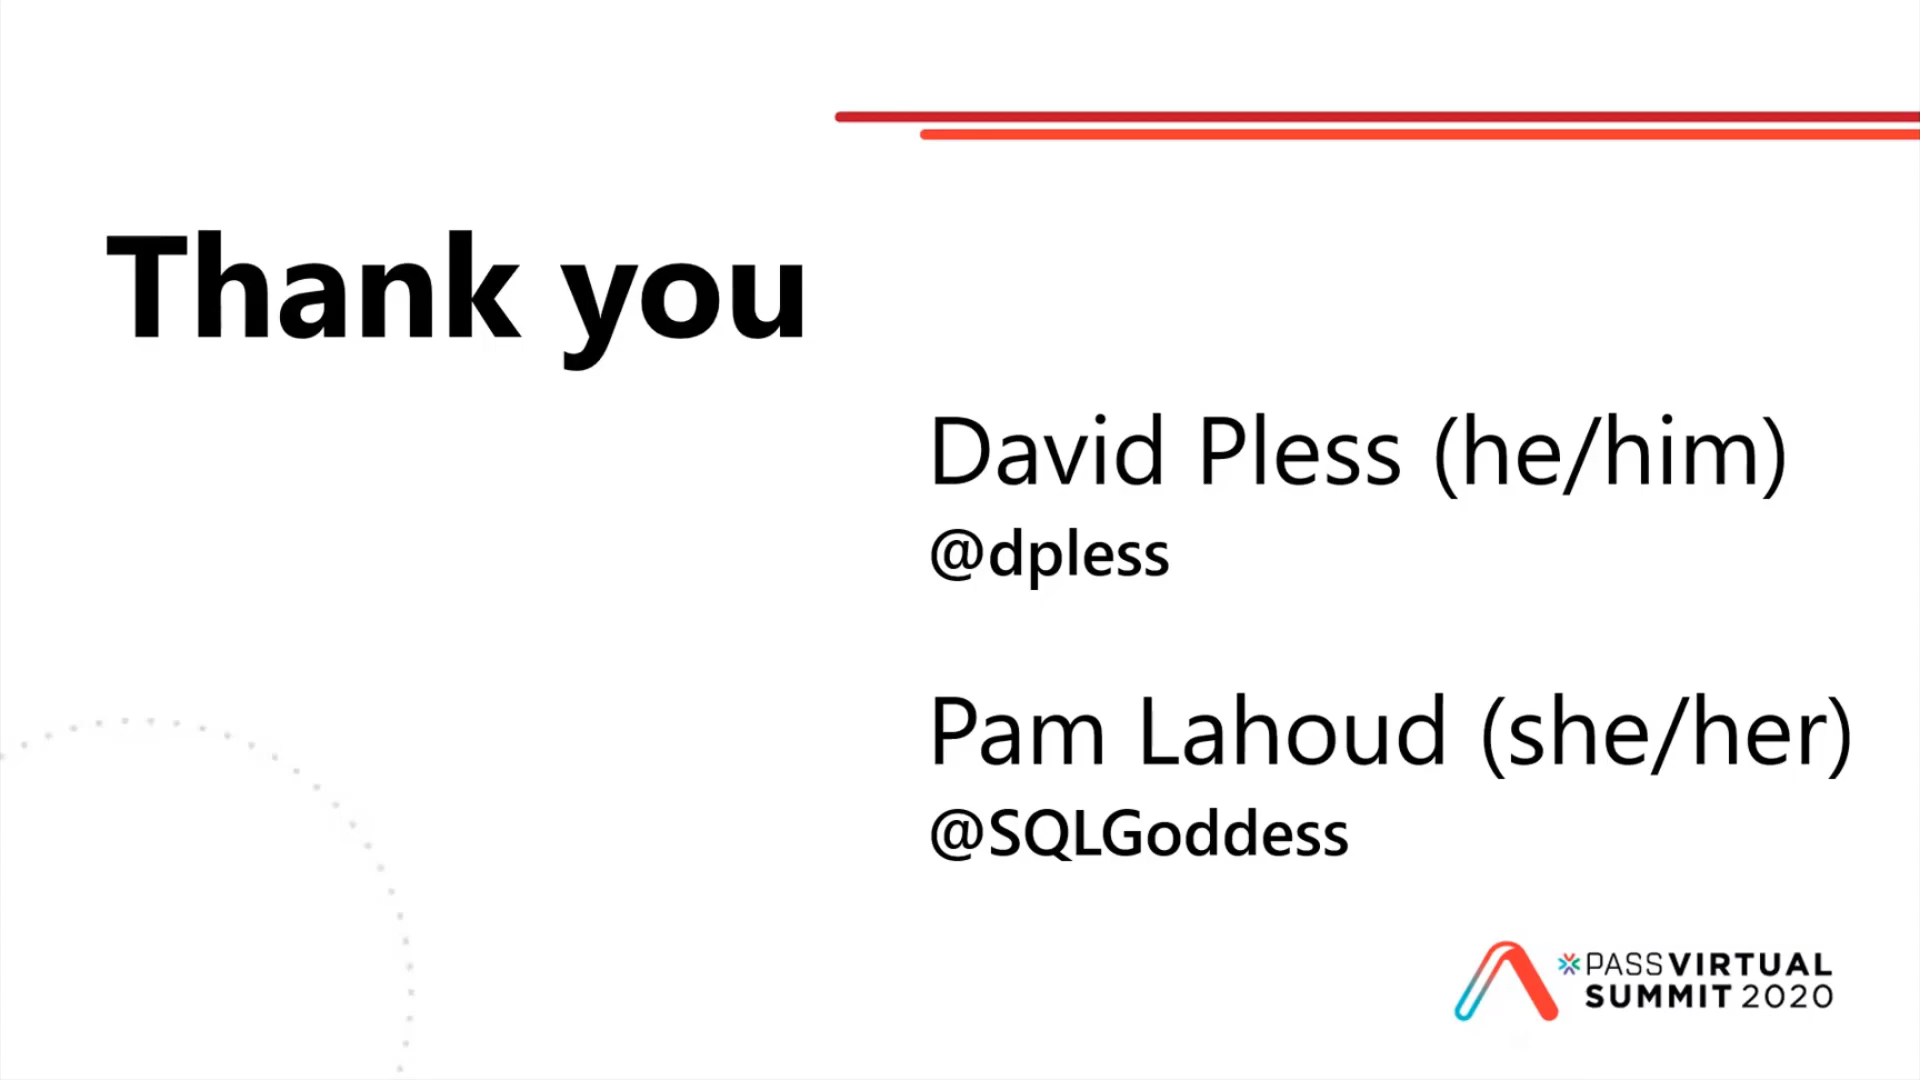 Thank you
David Pless (he/him)
@dpless
Pam Lahoud (she/her)
@SQLGoddess
PASS VIRTUAL
SUMMIT 2020